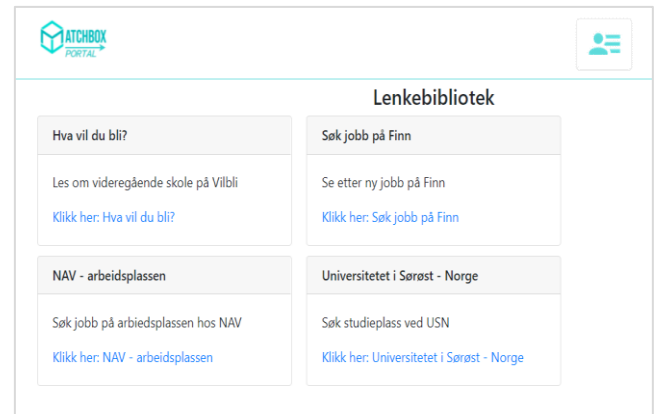 ATCHBOX
PORTAL
Lenkebibliotek
Hva vil du bli?
Les om videregående skole på Vilbli
Klikk her: Hva vil du bli?
Søk jobb på Finn
Se etter ny jobb på Finn
Klikk her: Søk jobb på Finn
NAV - arbeidsplassen
Søk jobb på arbiedsplassen hos NAV
Klikk her: NAV - arbeidsplassen
Universitetet i Sørøst - Norge
Søk studieplass ved USN
Klikk her: Universitetet i Sørøst - Norge